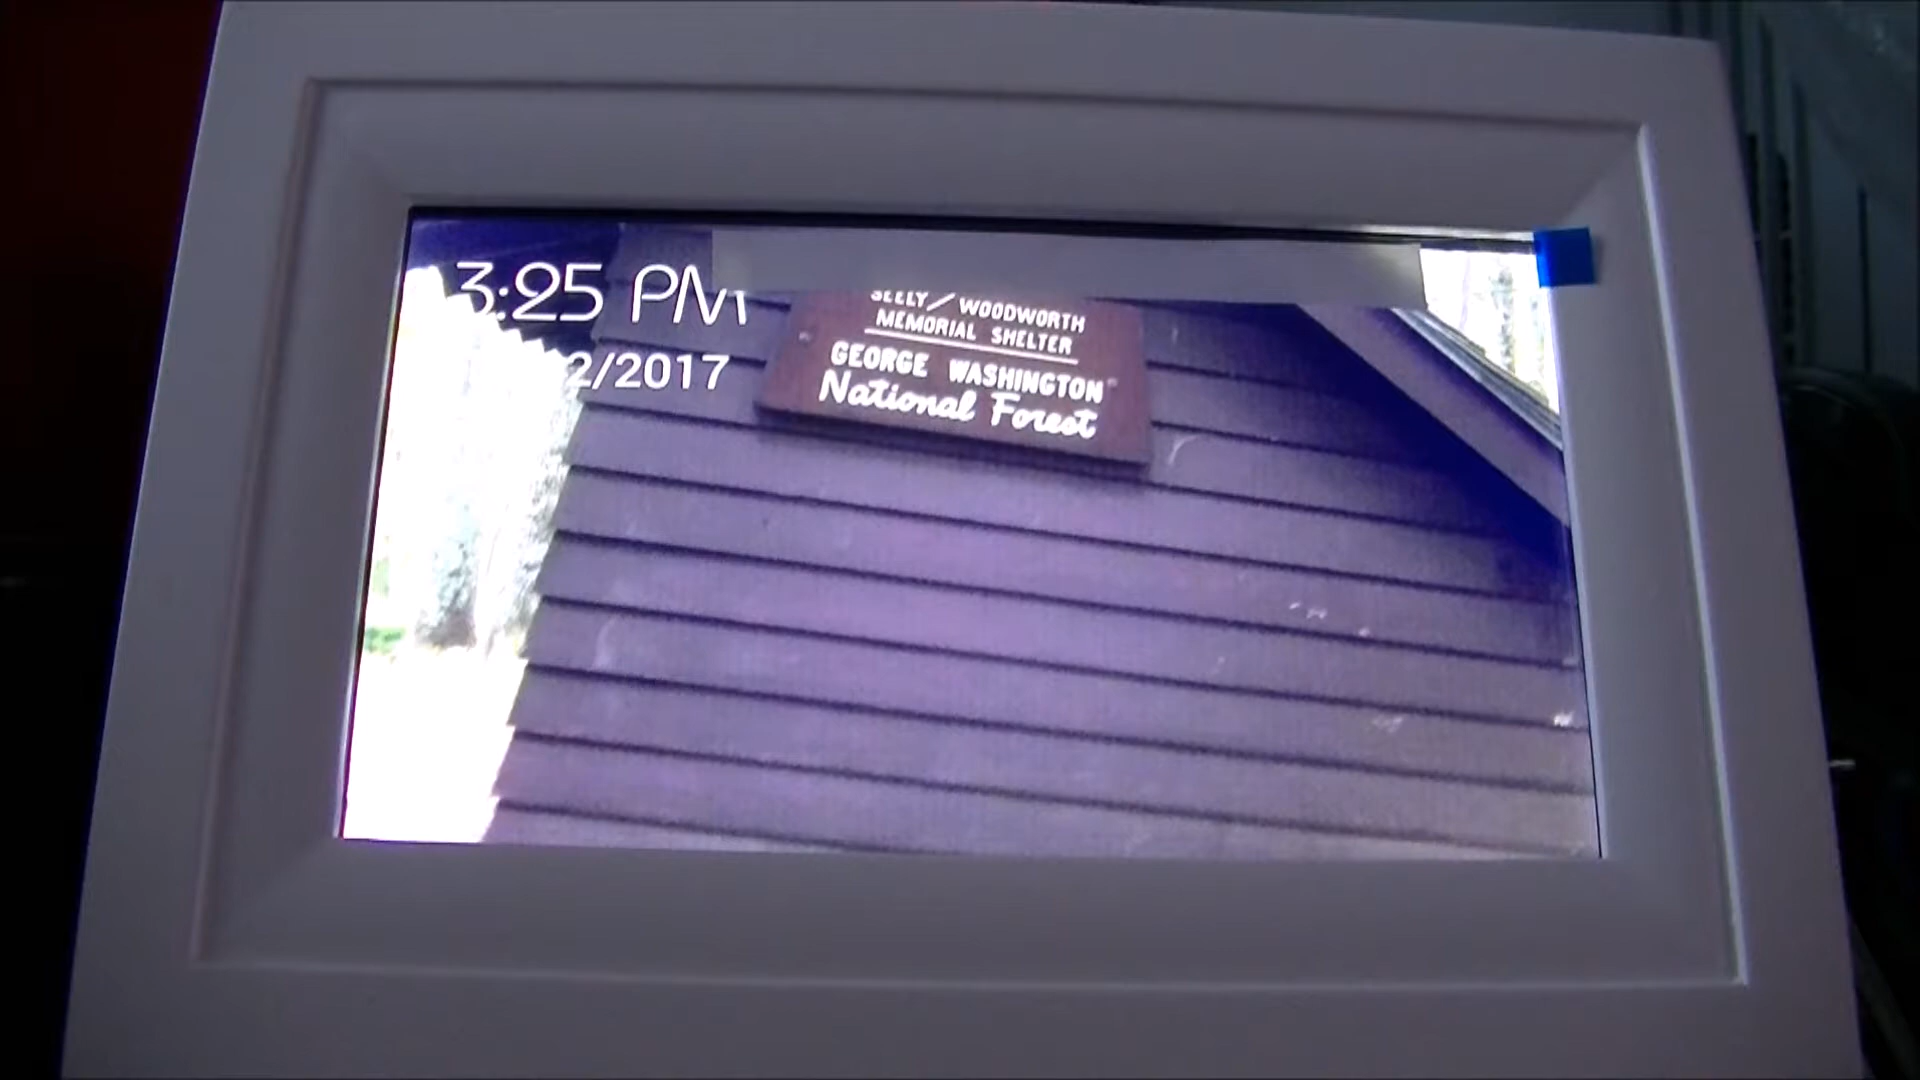 3:25 PM
2/2017
SEELY/WOODWORTH
MEMORIAL SHELTER
GEORGE WASHINGTON
National Forest